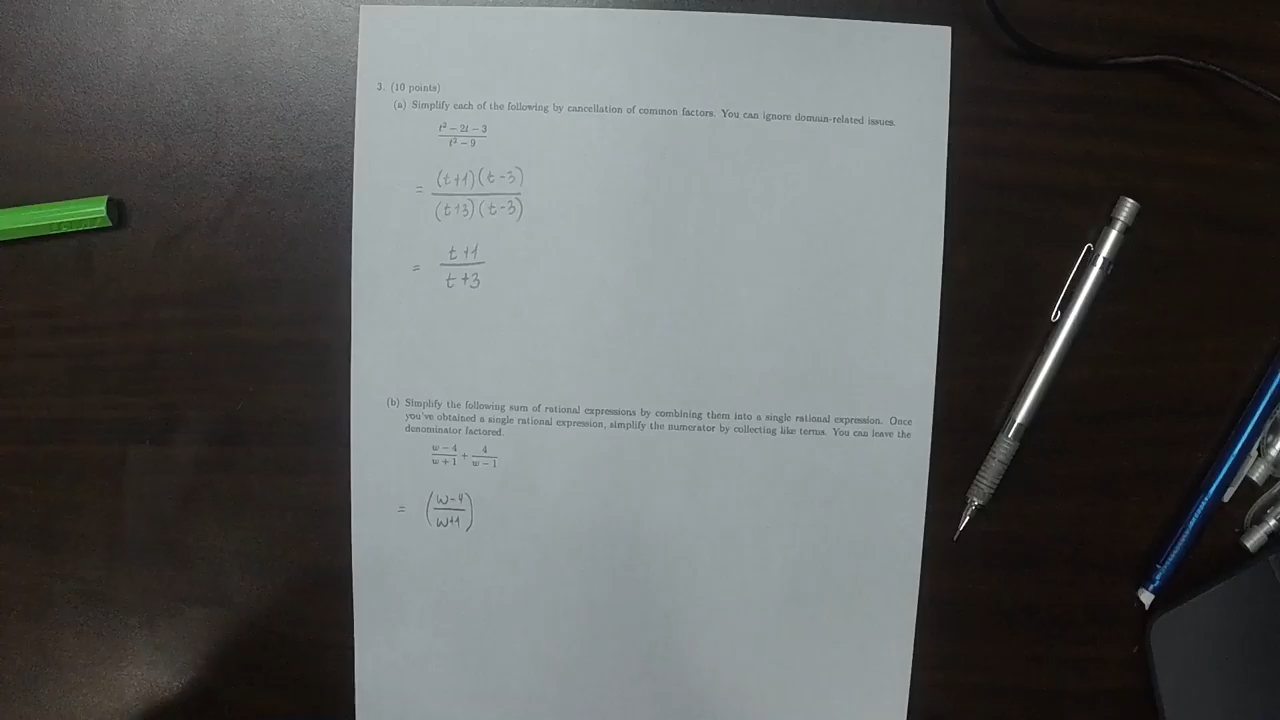 3. (10 points)
(a) Simplify each of the following by cancellation of common factors. You can ignore domain-related issues.
t² − 2t − 3
t² − 9
= (t+1)(t-3)
(t+3)(t-3)
= t+1
t+3
(b) Simplify the following sum of rational expressions by combining them into a single rational expression. Once
you've obtained a single rational expression, simplify the numerator by collecting like terms. You can leave the
denominator factored.
w − 4 + 4
w + 1 w − 1
= (w-4)
(w+1)